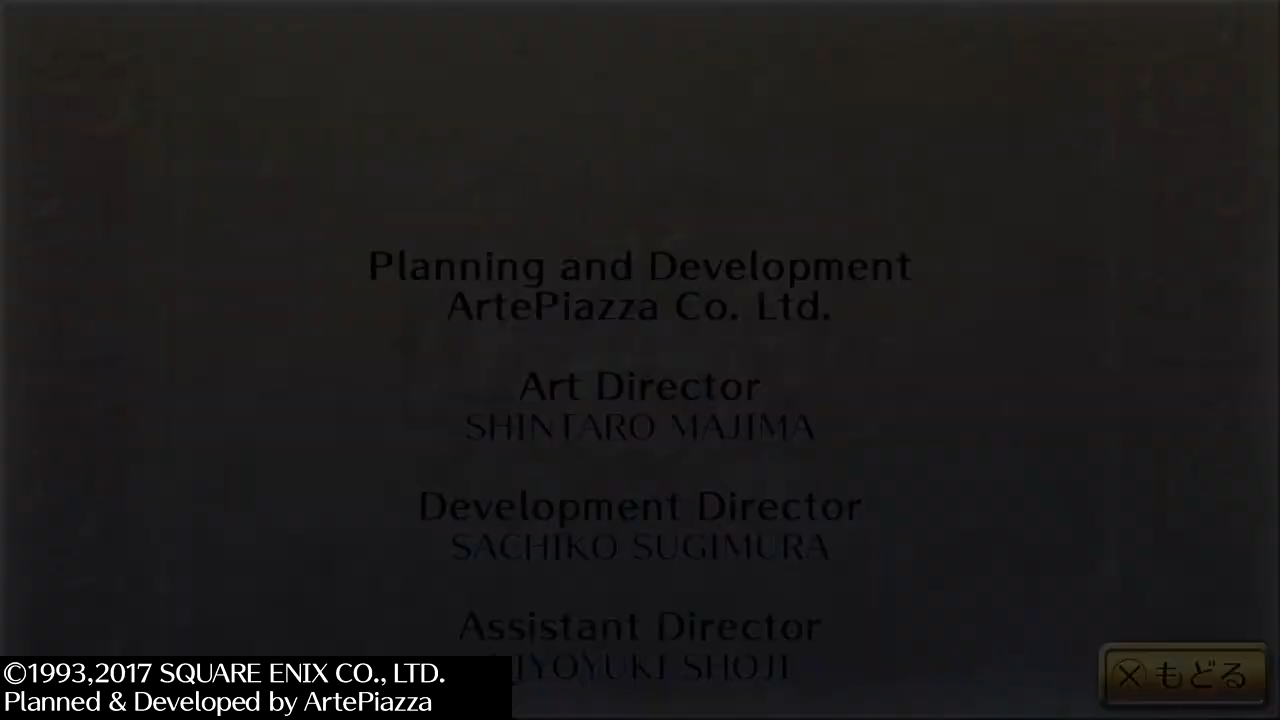 Planning and Development
ArtePiazza Co. Ltd.
Art Director
SHINTARO MAJIMA
Development Director
SACHIKO SUGIMURA
Assistant Director
SHOJI
©1993,2017 SQUARE ENIX CO., LTD.
Planned & Developed by ArtePiazza
もどる